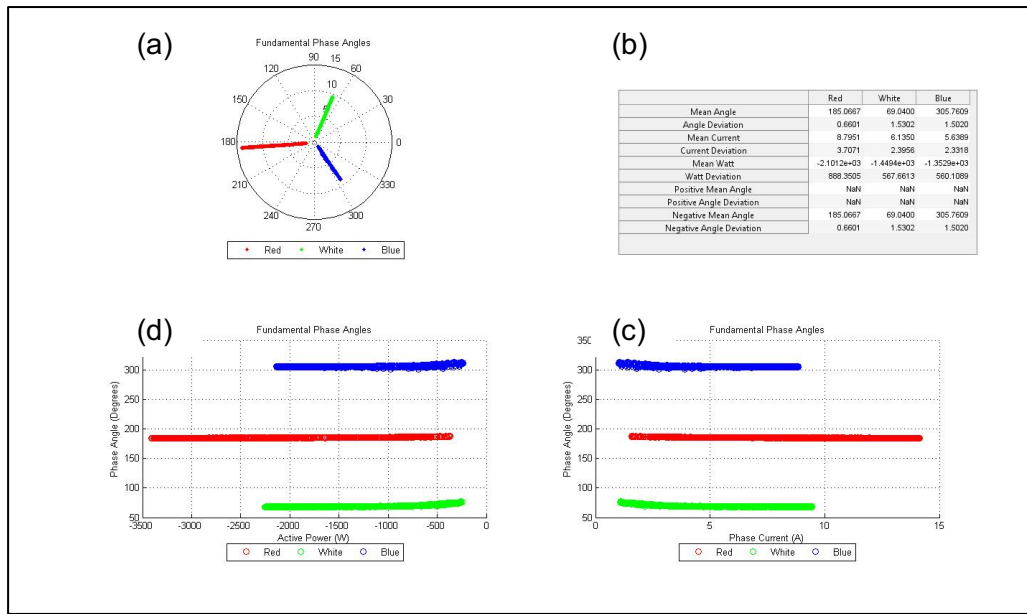 (a)
Fundamental Phase Angles
90 15
120 60
10
150 30
5
180 0
210 330
240 300
270
Red White Blue
(b)
Red White Blue
Mean Angle 185.0667 69.0400 305.7609
Angle Deviation 0.6601 1.5302 1.5020
Mean Current 8.7951 6.1350 5.6389
Current Deviation 3.7071 2.3956 2.3318
Mean Watt -2.1012e+03 -1.4494e+03 -1.3529e+03
Watt Deviation 888.3505 567.6613 560.1089
Positive Mean Angle NaN NaN NaN
Positive Angle Deviation NaN NaN NaN
Negative Mean Angle 185.0667 69.0400 305.7609
Negative Angle Deviation 0.6601 1.5302 1.5020
(d)
Fundamental Phase Angles
Phase Angle (Degrees)
300
250
200
150
100
50
-3500 -3000 -2500 -2000 -1500 -1000 -500 0
Active Power (W)
Red White Blue
(c)
Fundamental Phase Angles
Phase Angle (Degrees)
300
250
200
150
100
50
0 5 10 15
Phase Current (A)
Red White Blue